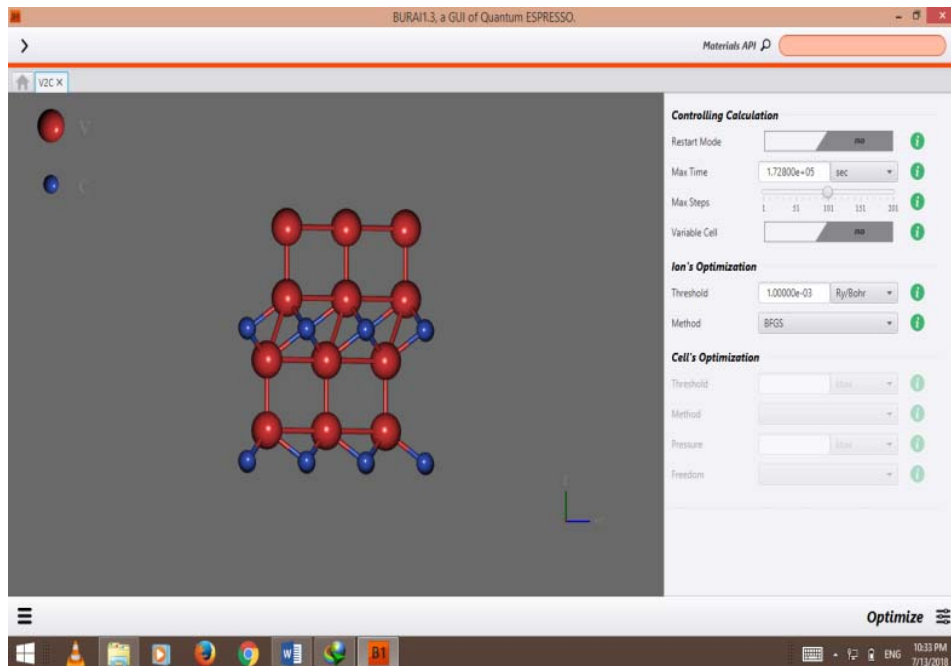 BURAI1.3, a GUI of Quantum ESPRESSO.
Materials API
V2C
V
C
Controlling Calculation
Restart Mode no
Max Time 1.72800e+05 sec
Max Steps
1 51 101 151 201
Variable Cell no
Ion's Optimization
Threshold 1.00000e-03 Ry/Bohr
Method BFGS
Cell's Optimization
Threshold
Method
Pressure
Freedom
Optimize
B1
ENG
10:33 PM